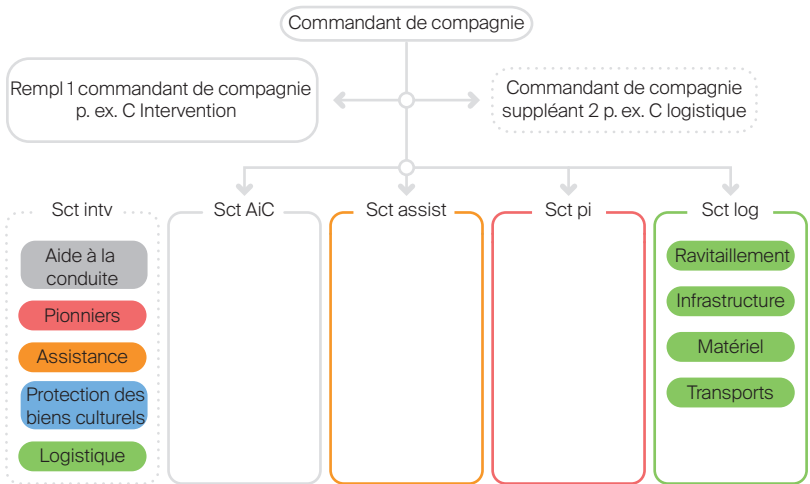 Commandant de compagnie
Rempl 1 commandant de compagnie
p. ex. C Intervention
Commandant de compagnie
suppléant 2 p. ex. C logistique
Sct intv
Sct AiC
Sct assist
Sct pi
Sct log
Aide à la
conduite
Pionniers
Assistance
Protection des
biens culturels
Logistique
Ravitaillement
Infrastructure
Matériel
Transports